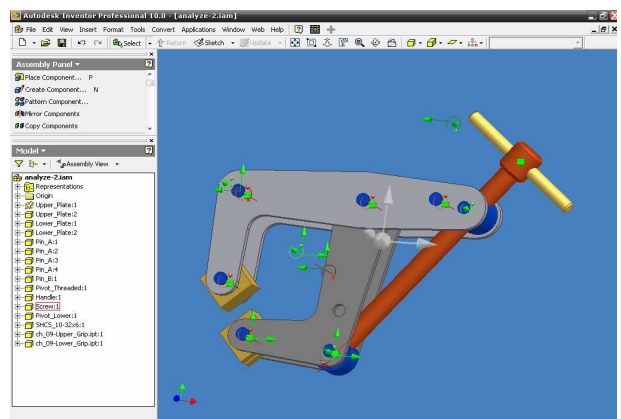 Autodesk Inventor Professional 10.0 - [analyze-2.iam]
File Edit View Insert Format Tools Convert Applications Window Web Help
Select Return Sketch Update
Assembly Panel
Place Component... P
Create Component... N
Pattern Component...
Mirror Components
Copy Components
Model
Assembly View
analyze-2.iam
Representations
Origin
Upper_Plate:1
Upper_Plate:2
Lower_Plate:1
Lower_Plate:2
Pin_A:1
Pin_A:2
Pin_A:3
Pin_A:4
Pin_B:1
Pivot_Threaded:1
Handle:1
Screw:1
Pivot_Lower:1
SHCS_10-32x6:1
ch_09-Upper_Grip.ipt:1
ch_09-Lower_Grip.ipt:1